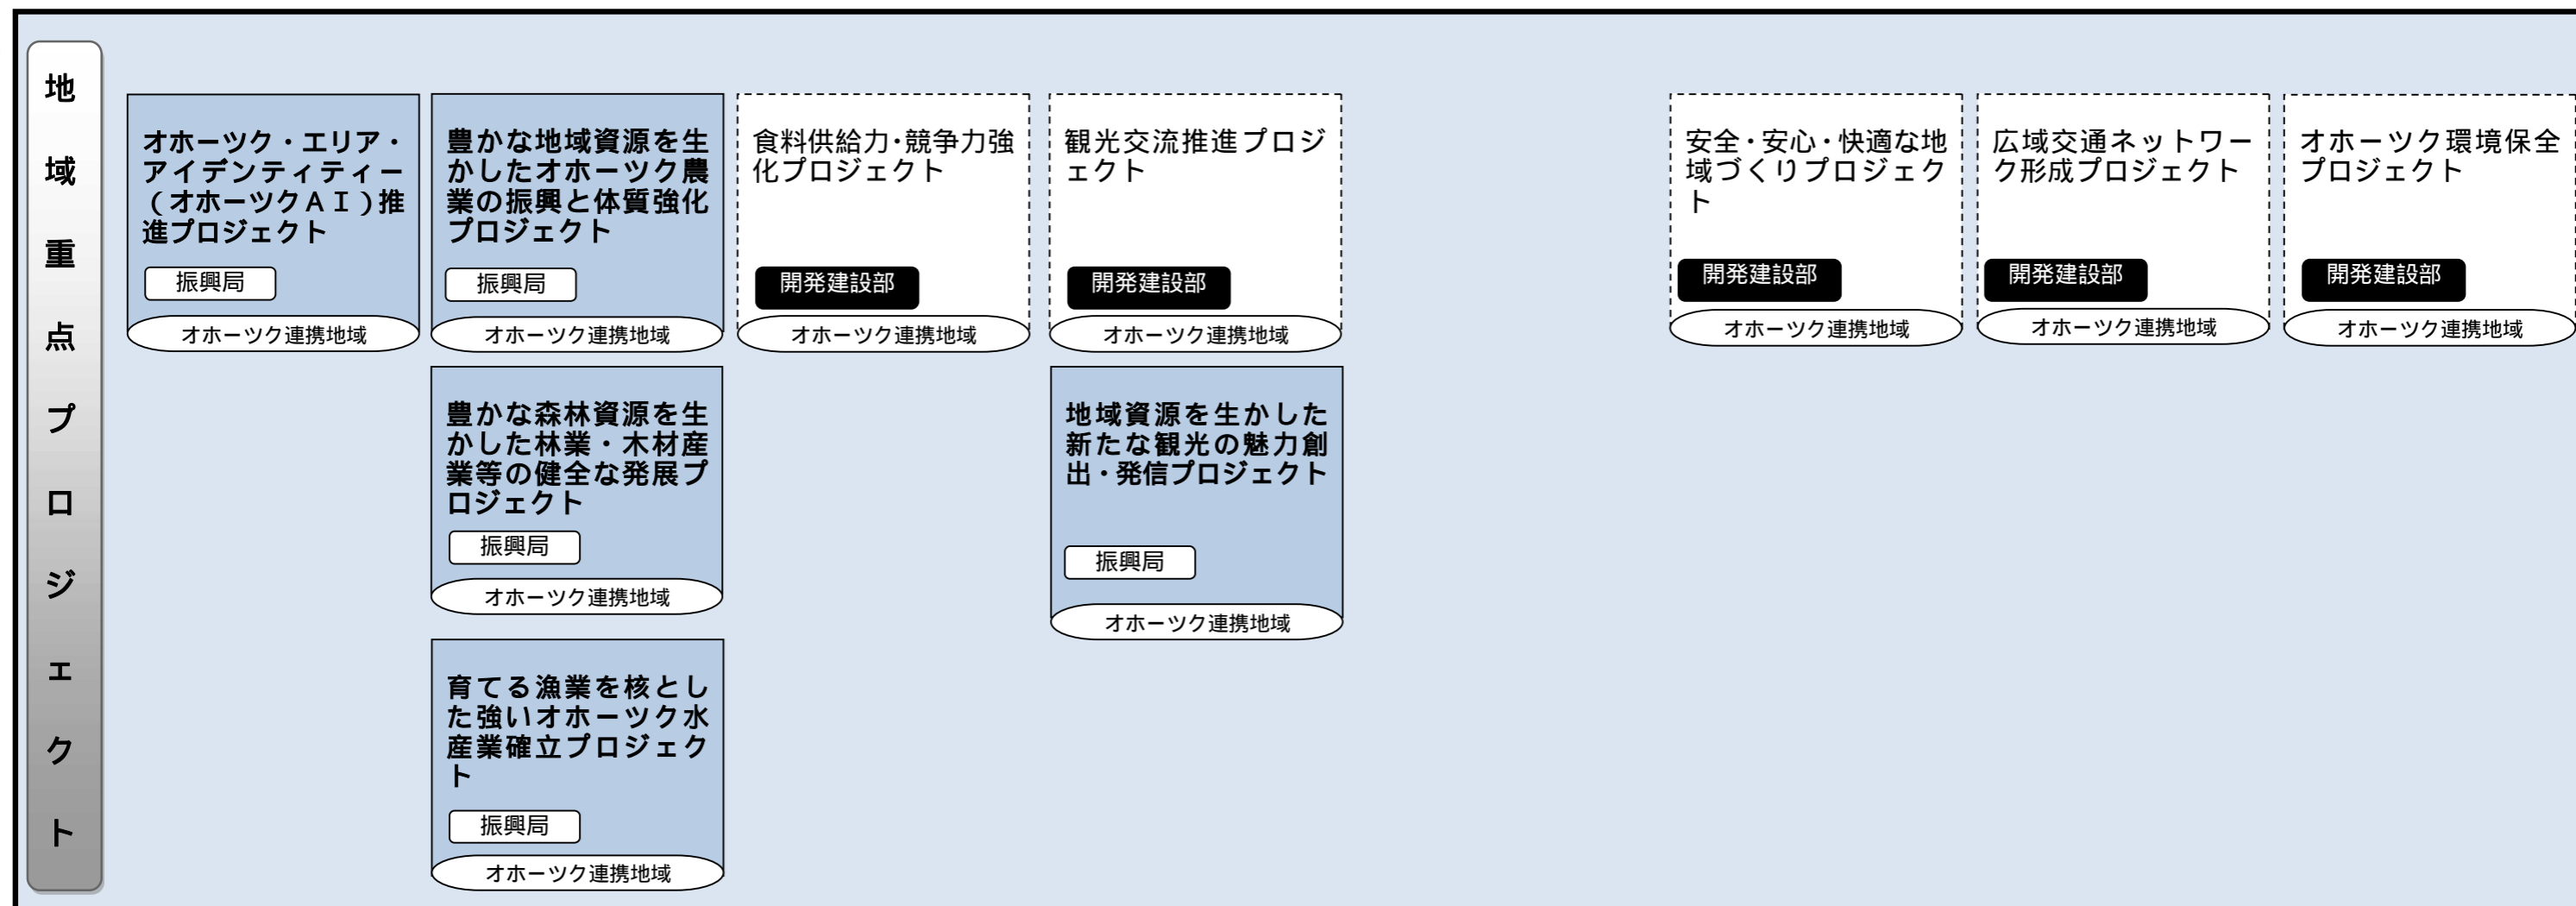 地域重点プロジェクト
オホーツク・エリア・
アイデンティティー
（オホーツクＡＩ）推
進プロジェクト
振興局
オホーツク連携地域
豊かな地域資源を生
かしたオホーツク農
業の振興と体質強化
プロジェクト
振興局
オホーツク連携地域
食料供給力・競争力強
化プロジェクト
開発建設部
オホーツク連携地域
観光交流推進プロジ
ェクト
開発建設部
オホーツク連携地域
安全・安心・快適な地
域づくりプロジェク
ト
開発建設部
オホーツク連携地域
広域交通ネットワー
ク形成プロジェクト
開発建設部
オホーツク連携地域
オホーツク環境保全
プロジェクト
開発建設部
オホーツク連携地域
豊かな森林資源を生
かした林業・木材産
業等の健全な発展プ
ロジェクト
振興局
オホーツク連携地域
地域資源を生かした
新たな観光の魅力創
出・発信プロジェクト
振興局
オホーツク連携地域
育てる漁業を核とし
た強いオホーツク水
産業確立プロジェク
ト
振興局
オホーツク連携地域